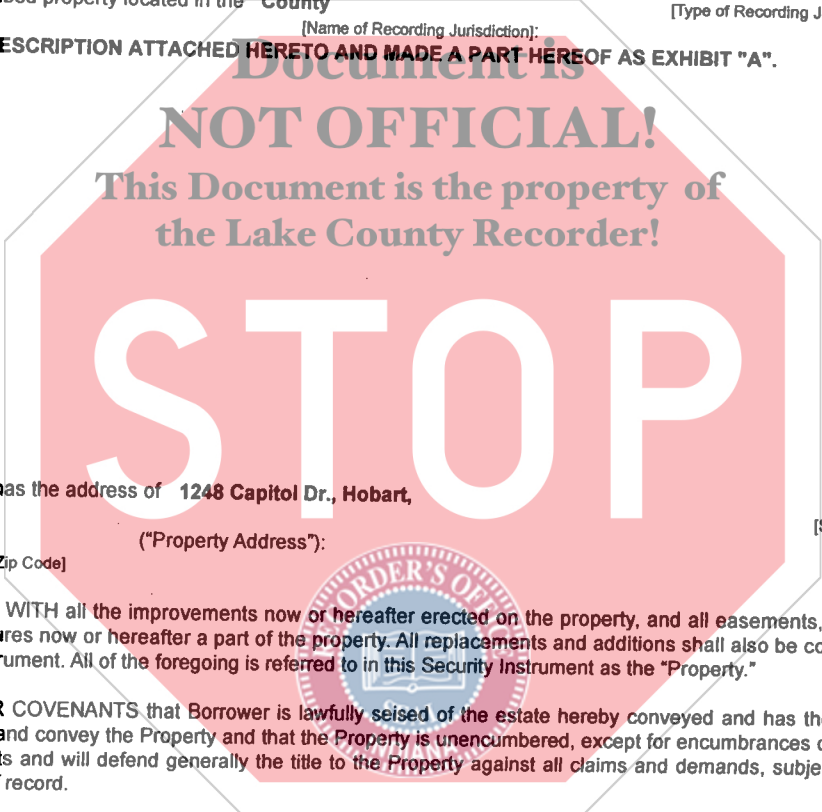 located in the "County
[Type of Recording J
[Name of Recording Jurisdiction]:
ESCRIPTION ATTACHED HERETO AND MADE A PART HEREOF AS EXHIBIT "A".
Document is
NOT OFFICIAL!
This Document is the property of
the Lake County Recorder!
STOP
as the address of 1248 Capitol Dr., Hobart,
("Property Address"):
Zip Code]
WITH all the improvements now or hereafter erected on the property, and all easements,
res now or hereafter a part of the property. All replacements and additions shall also be co
rument. All of the foregoing is referred to in this Security Instrument as the "Property."
R COVENANTS that Borrower is lawfully seised of the estate hereby conveyed and has th
and convey the Property and that the Property is unencumbered, except for encumbrances o
ts and will defend generally the title to the Property against all claims and demands, subje
record.
RECORDER'S OFFICE
SEAL
INDIANA